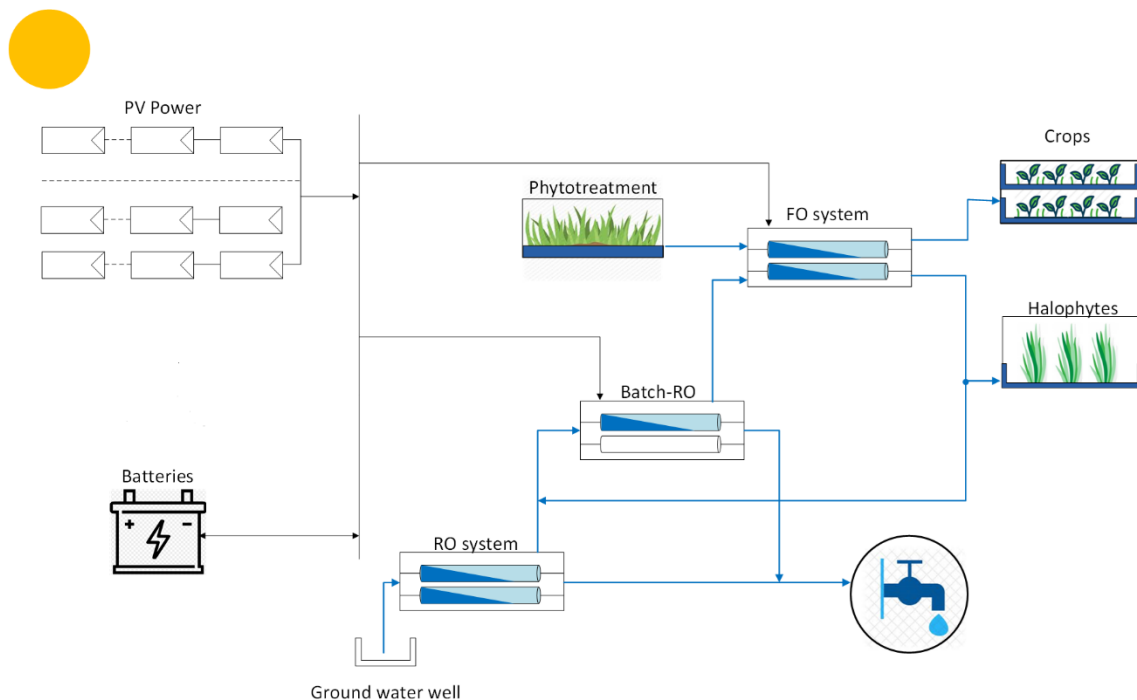 PV Power
Crops
Phytotreatment
FO system
Halophytes
Batch-RO
Batteries
+ −
RO system
Ground water well